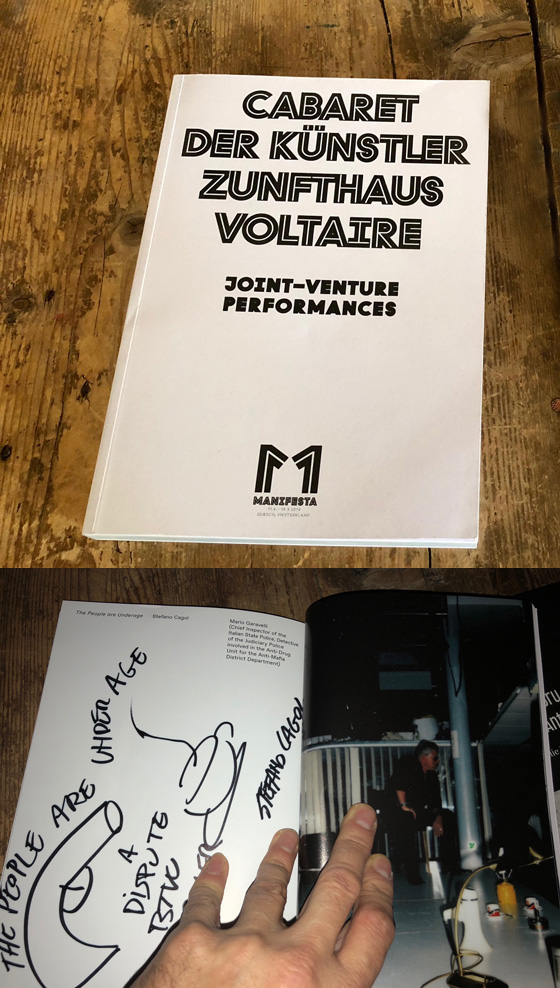 CABARET
DER KÜNSTLER
ZUNFTHAUS
VOLTAIRE
JOINT–VENTURE
PERFORMANCES
M11
MANIFESTA
ZURICH, SWITZERLAND
The People are Underage Stefano Cagol
Mario Garavelli
(Chief Inspector of the
Italian State Police, Detective
of the Judiciary Police
involved in the Anti-Drug
Unit for the Anti-Mafia
District Department)
THE PEOPLE ARE UNDER AGE
A
DISPUTE
STEFANO CAGOL